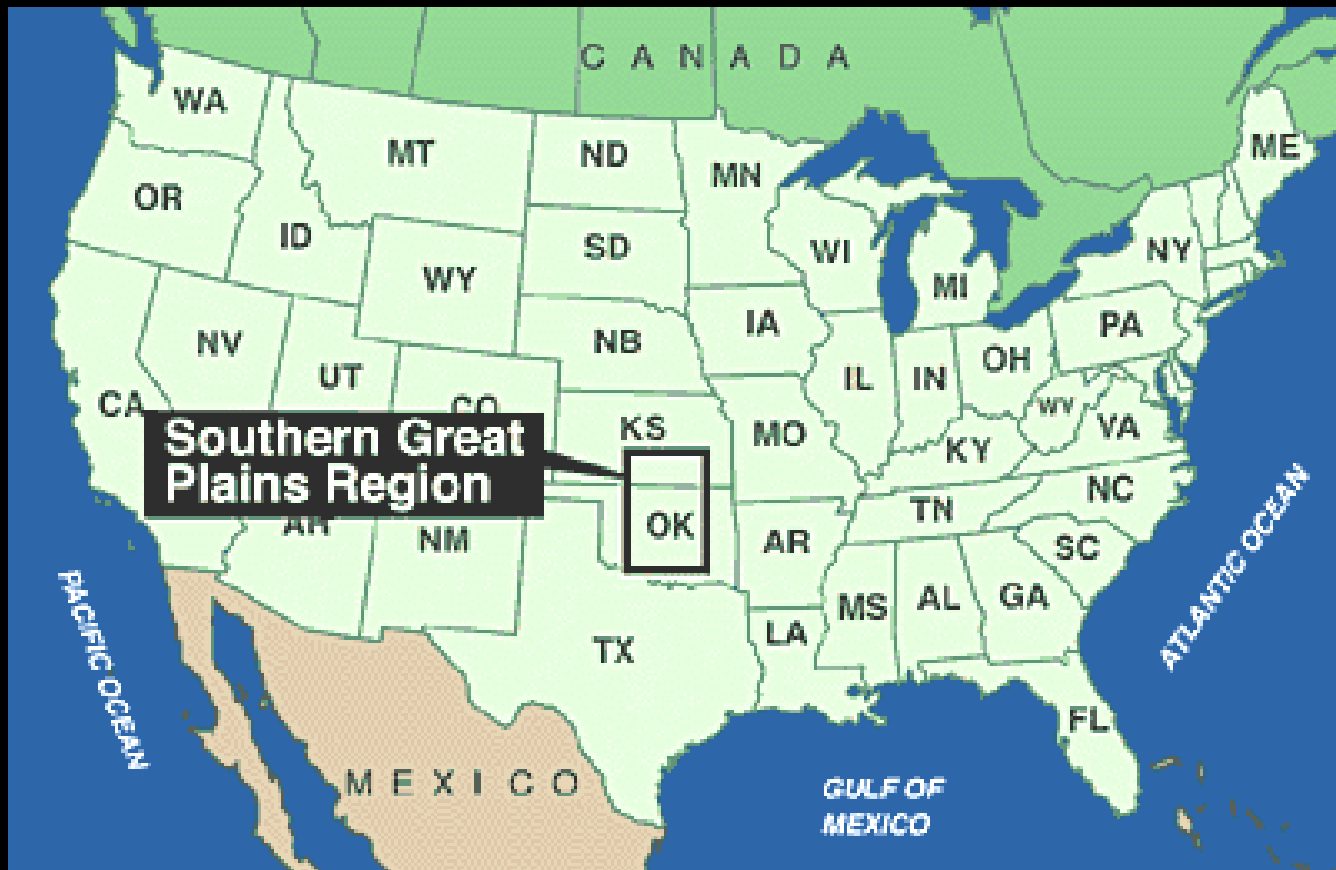 CANADA
WA
MT
ND
MN
ME
OR
ID
SD
WI
NY
WY
MI
NV
NB
IA
PA
UT
IL
IN
OH
CA
CO
WV
VA
KS
MO
KY
Southern Great
Plains Region
NC
TN
OK
NM
AR
SC
MS
AL
GA
LA
TX
FL
PACIFIC OCEAN
ATLANTIC OCEAN
MEXICO
GULF OF
MEXICO